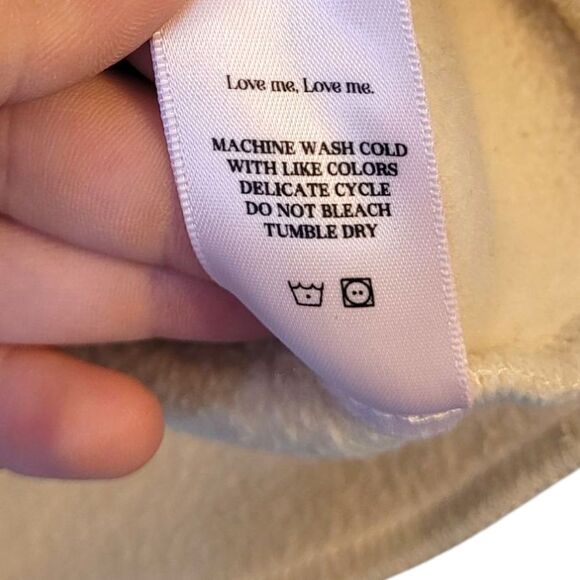 Love me, Love me.
MACHINE WASH COLD
WITH LIKE COLORS
DELICATE CYCLE
DO NOT BLEACH
TUMBLE DRY